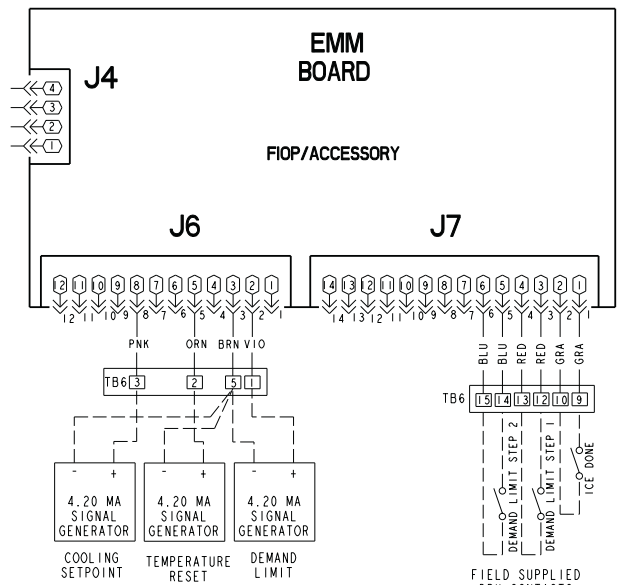 EMM
BOARD
J4
4
3
2
1
FIOP/ACCESSORY
J6
J7
12 11 10 9 8 7 6 5 4 3 2 1
14 13 12 11 10 9 8 7 6 5 4 3 2 1
12 11 10 9 8 7 6 5 4 3 2 1
14 13 12 11 10 9 8 7 6 5 4 3 2 1
PNK ORN BRN VIO
BLU BLU RED RED GRA GRA
TB6 3 2 5 1
TB6 15 14 13 12 10 9
DEMAND LIMIT STEP 2
DEMAND LIMIT STEP 1
ICE DONE
- + - + - +
4.20 MA 4.20 MA 4.20 MA
SIGNAL SIGNAL SIGNAL
GENERATOR GENERATOR GENERATOR
COOLING
SETPOINT
TEMPERATURE
RESET
DEMAND
LIMIT
FIELD SUPPLIED